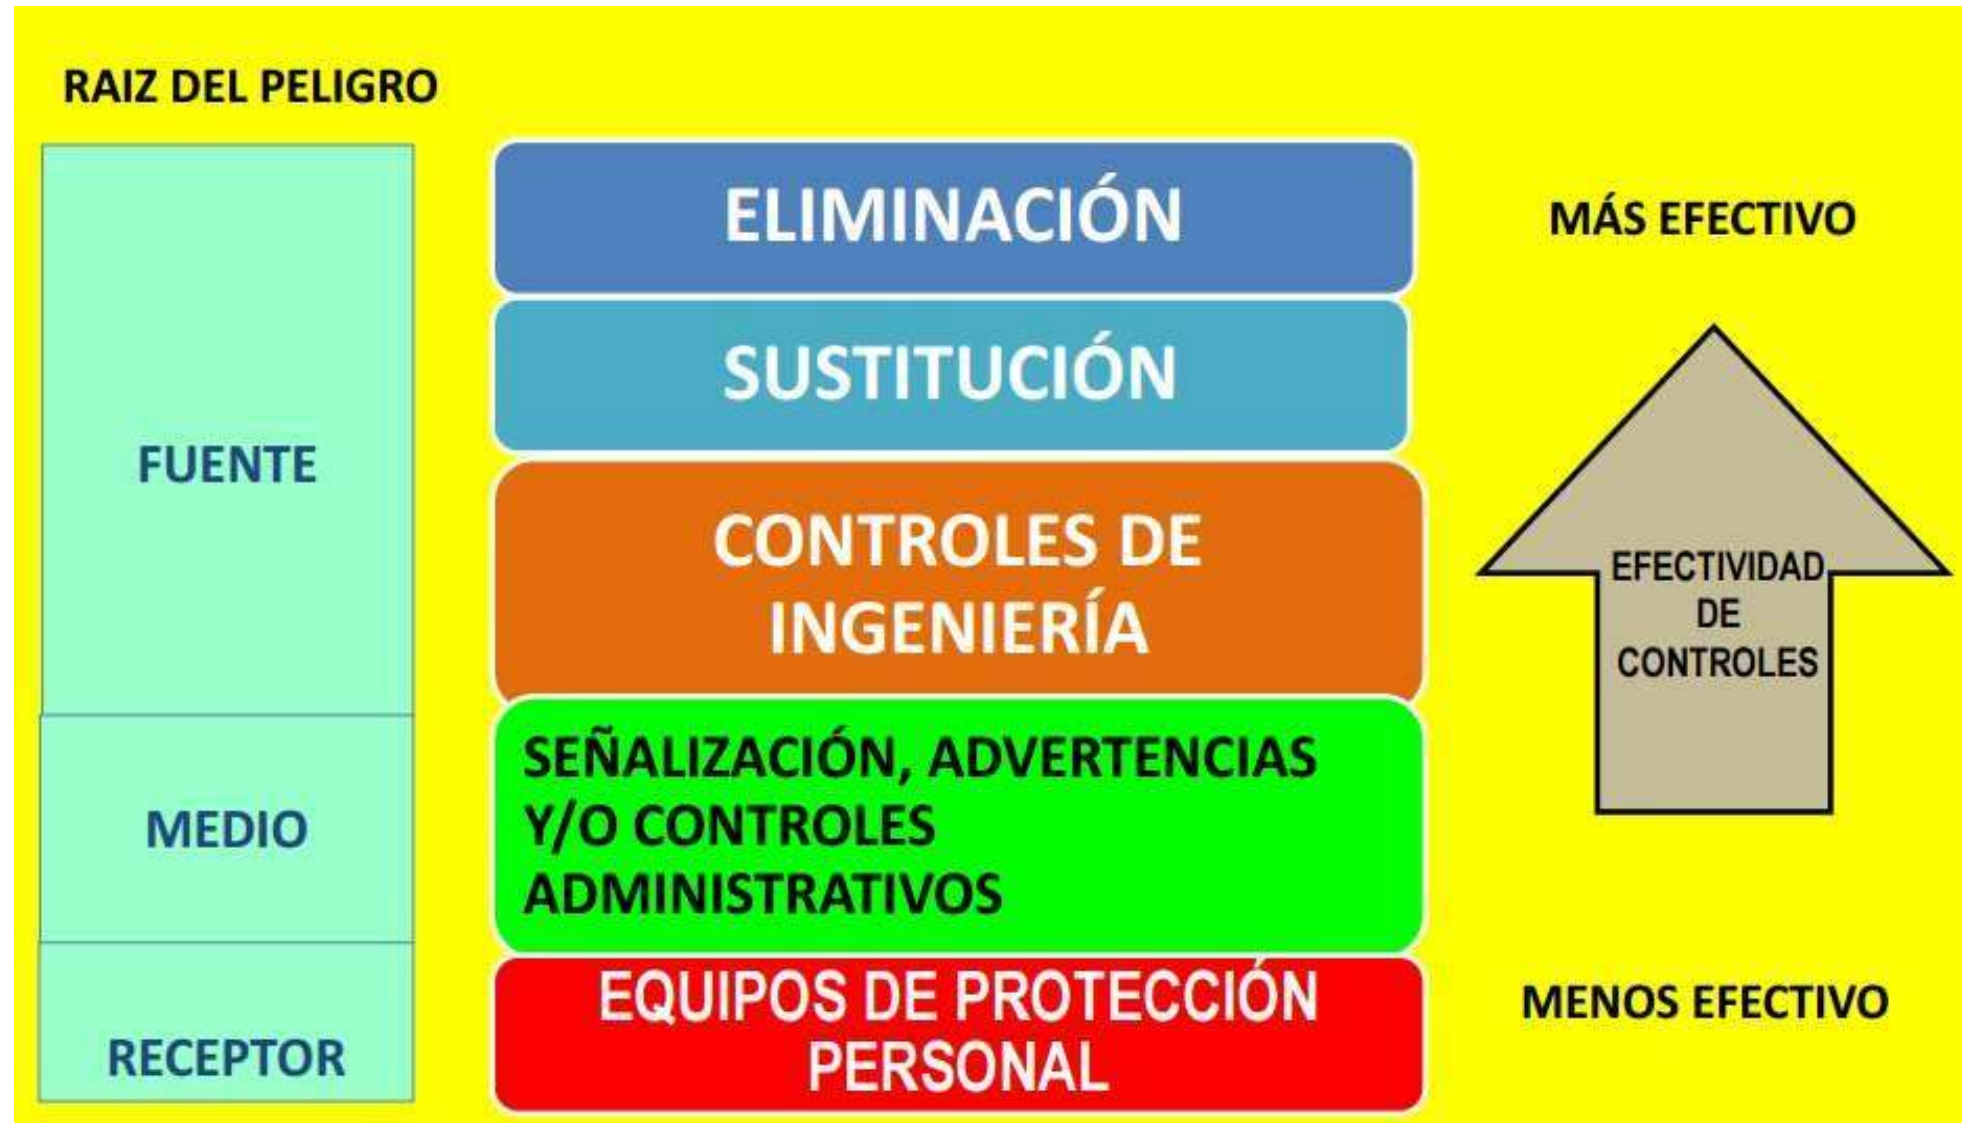 RAIZ DEL PELIGRO
FUENTE
MEDIO
RECEPTOR
ELIMINACIÓN
SUSTITUCIÓN
CONTROLES DE
INGENIERÍA
SEÑALIZACIÓN, ADVERTENCIAS
Y/O CONTROLES
ADMINISTRATIVOS
EQUIPOS DE PROTECCIÓN
PERSONAL
MÁS EFECTIVO
EFECTIVIDAD
DE
CONTROLES
MENOS EFECTIVO